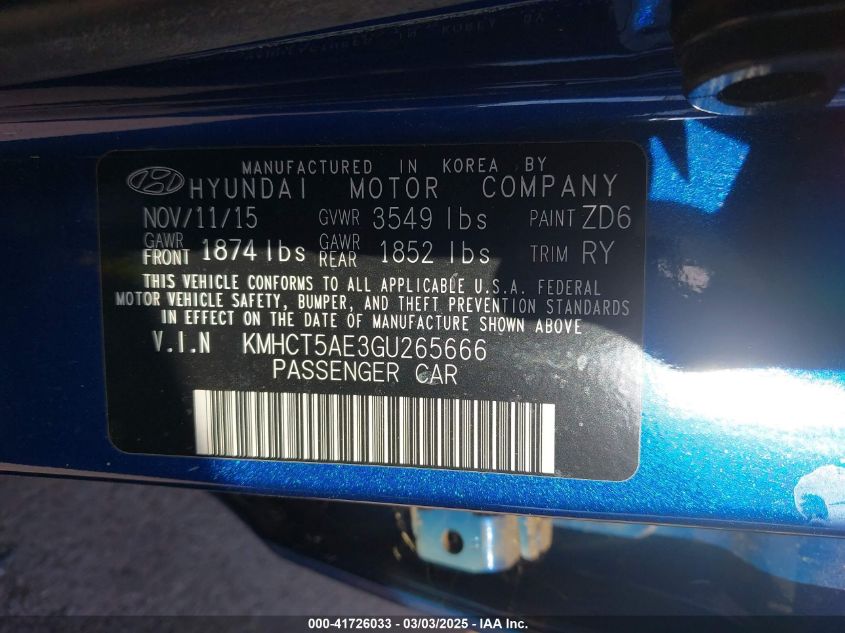 MANUFACTURED IN KOREA BY
HYUNDAI MOTOR COMPANY
NOV/11/15 GVWR 3549 lbs PAINT ZD6
GAWR FRONT 1874 lbs GAWR REAR 1852 lbs TRIM RY
THIS VEHICLE CONFORMS TO ALL APPLICABLE U.S.A. FEDERAL
MOTOR VEHICLE SAFETY, BUMPER, AND THEFT PREVENTION STANDARDS
IN EFFECT ON THE DATE OF MANUFACTURE SHOWN ABOVE
V.I.N KMHCT5AE3GU265666
PASSENGER CAR
000-41726033 - 03/03/2025 - IAA Inc.